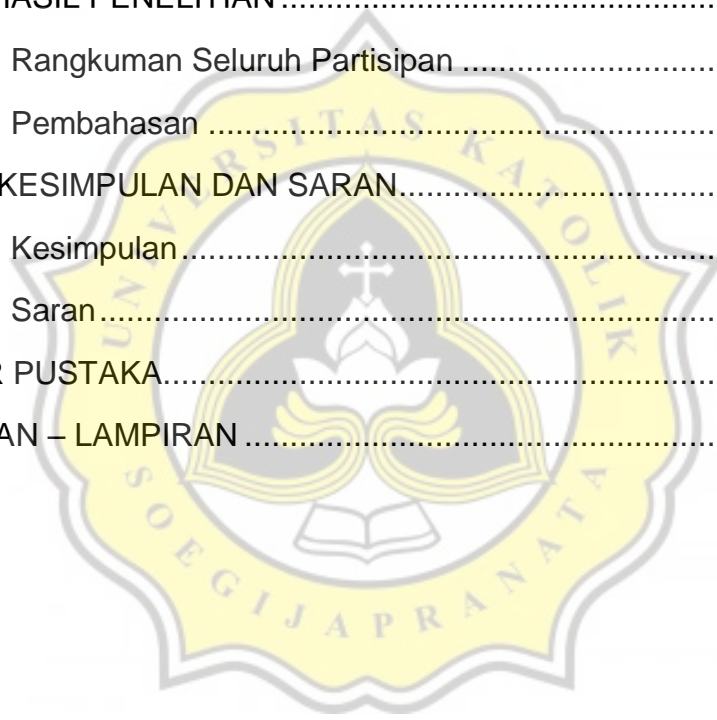 HASIL PENELITIAN ..........................................................
Rangkuman Seluruh Partisipan ..................................
Pembahasan ..................................................................
KESIMPULAN DAN SARAN.........................................
Kesimpulan .....................................................................
Saran ................................................................................
R PUSTAKA......................................................................
AN – LAMPIRAN ............................................................
UNIVERSITAS KATOLIK
SOEGIJAPRANATA